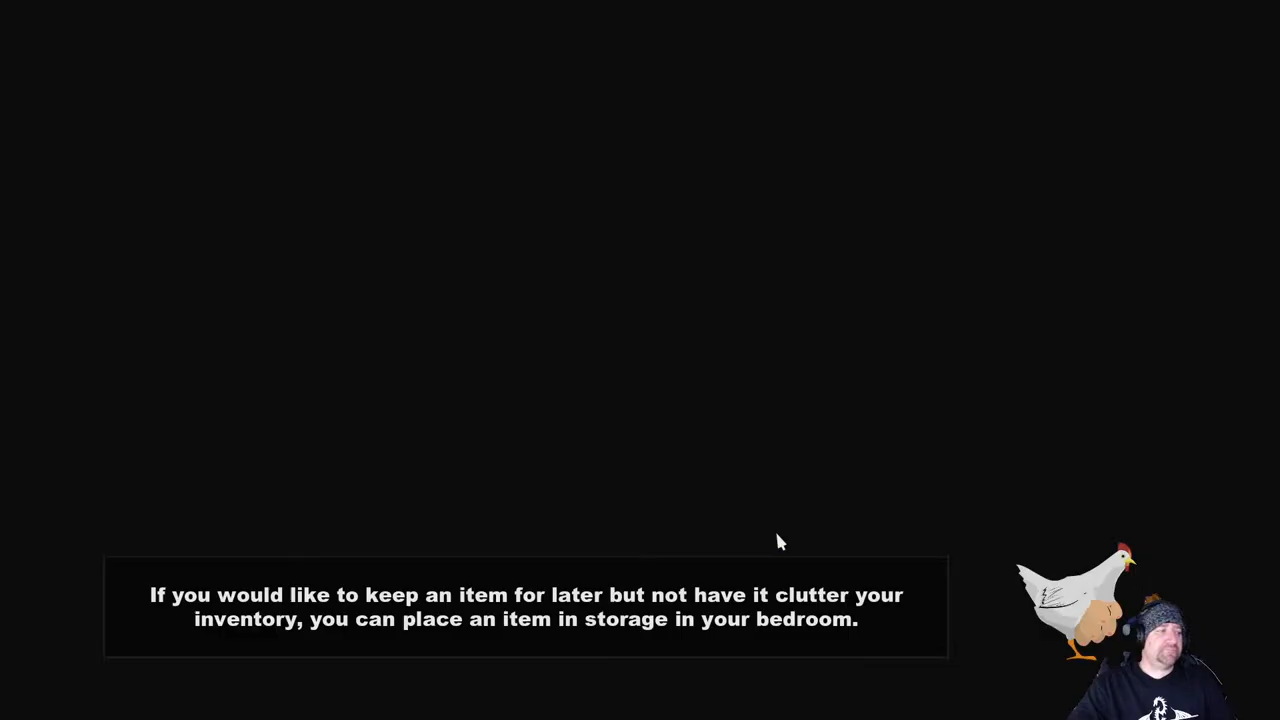 If you would like to keep an item for later but not have it clutter your
inventory, you can place an item in storage in your bedroom.